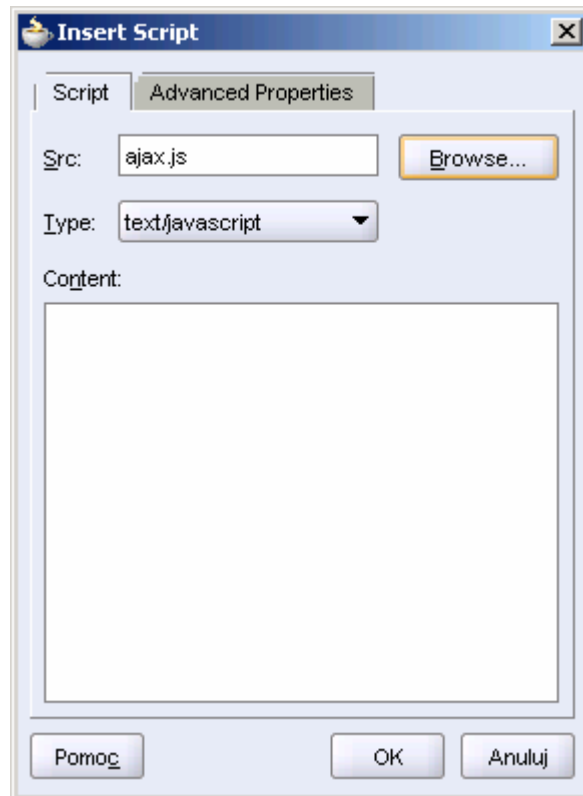 Insert Script
Script Advanced Properties
Src: ajax.js Browse...
Type: text/javascript
Content:
Pomoc OK Anuluj